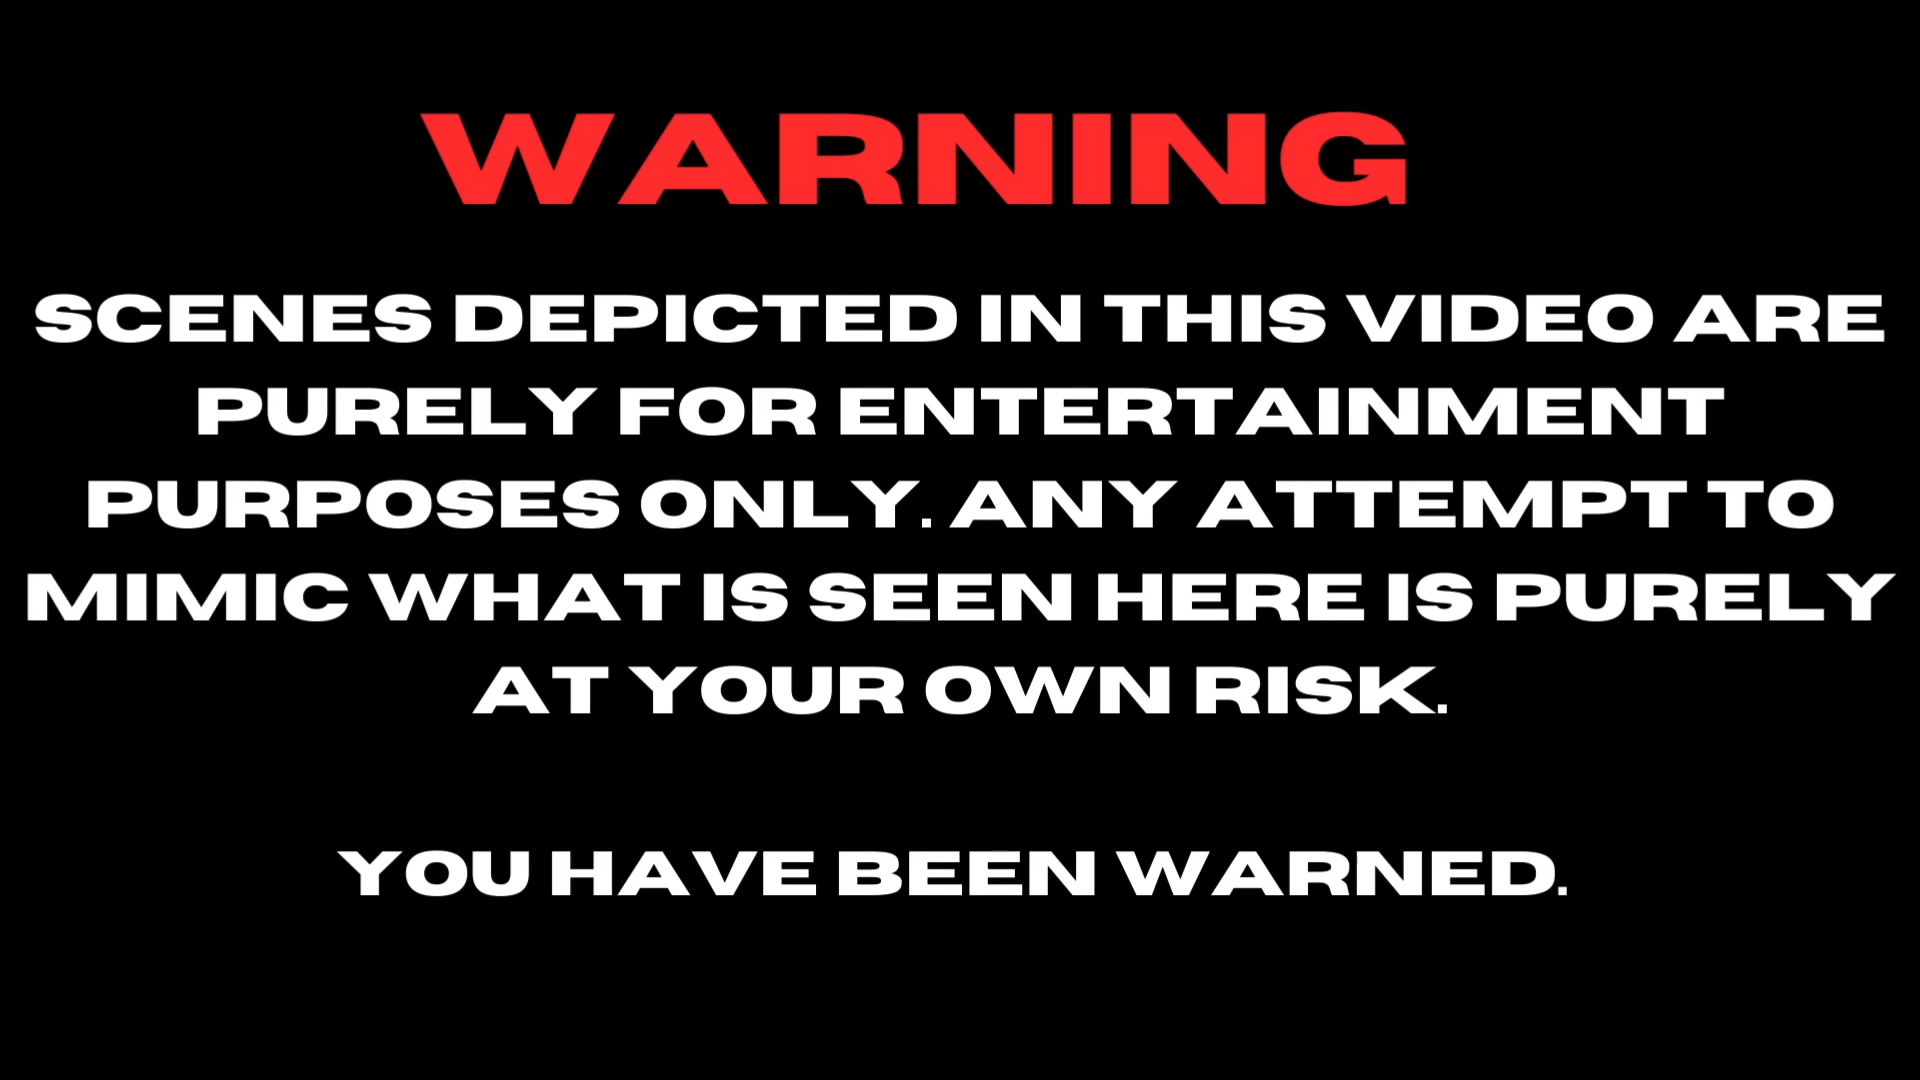 WARNING
SCENES DEPICTED IN THIS VIDEO ARE
PURELY FOR ENTERTAINMENT
PURPOSES ONLY. ANY ATTEMPT TO
MIMIC WHAT IS SEEN HERE IS PURELY
AT YOUR OWN RISK.
YOU HAVE BEEN WARNED.